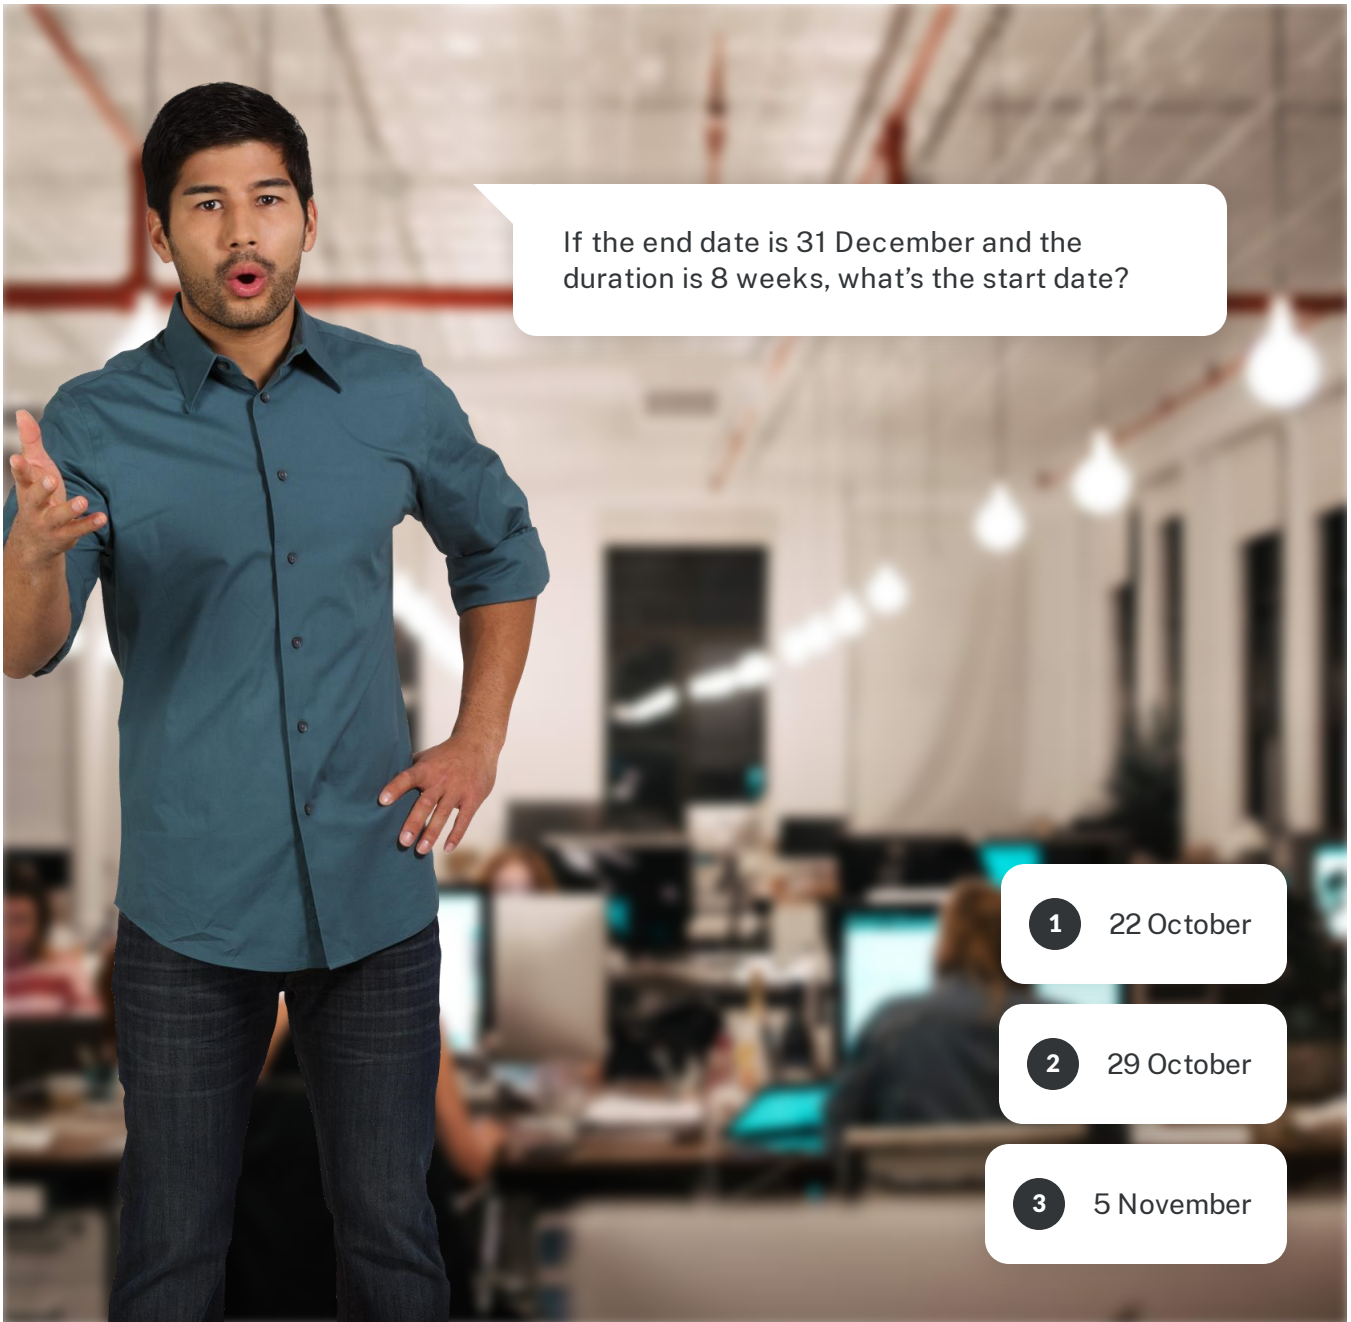 If the end date is 31 December and the
duration is 8 weeks, what’s the start date?
1 22 October
2 29 October
3 5 November